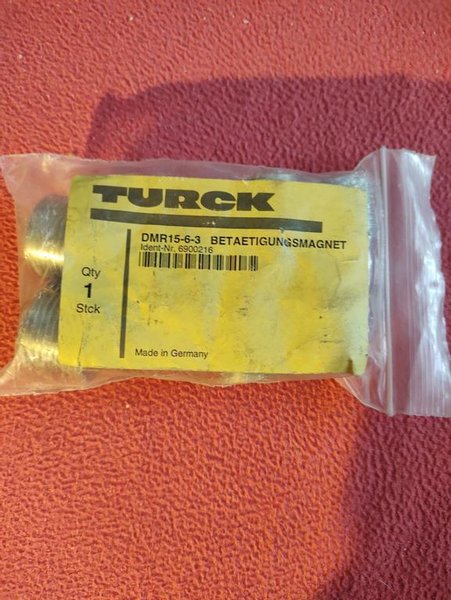 TURCK
DMR15-6-3 BETAETIGUNGSMAGNET
Ident-Nr. 6900216
Qty
1
Stck
Made in Germany